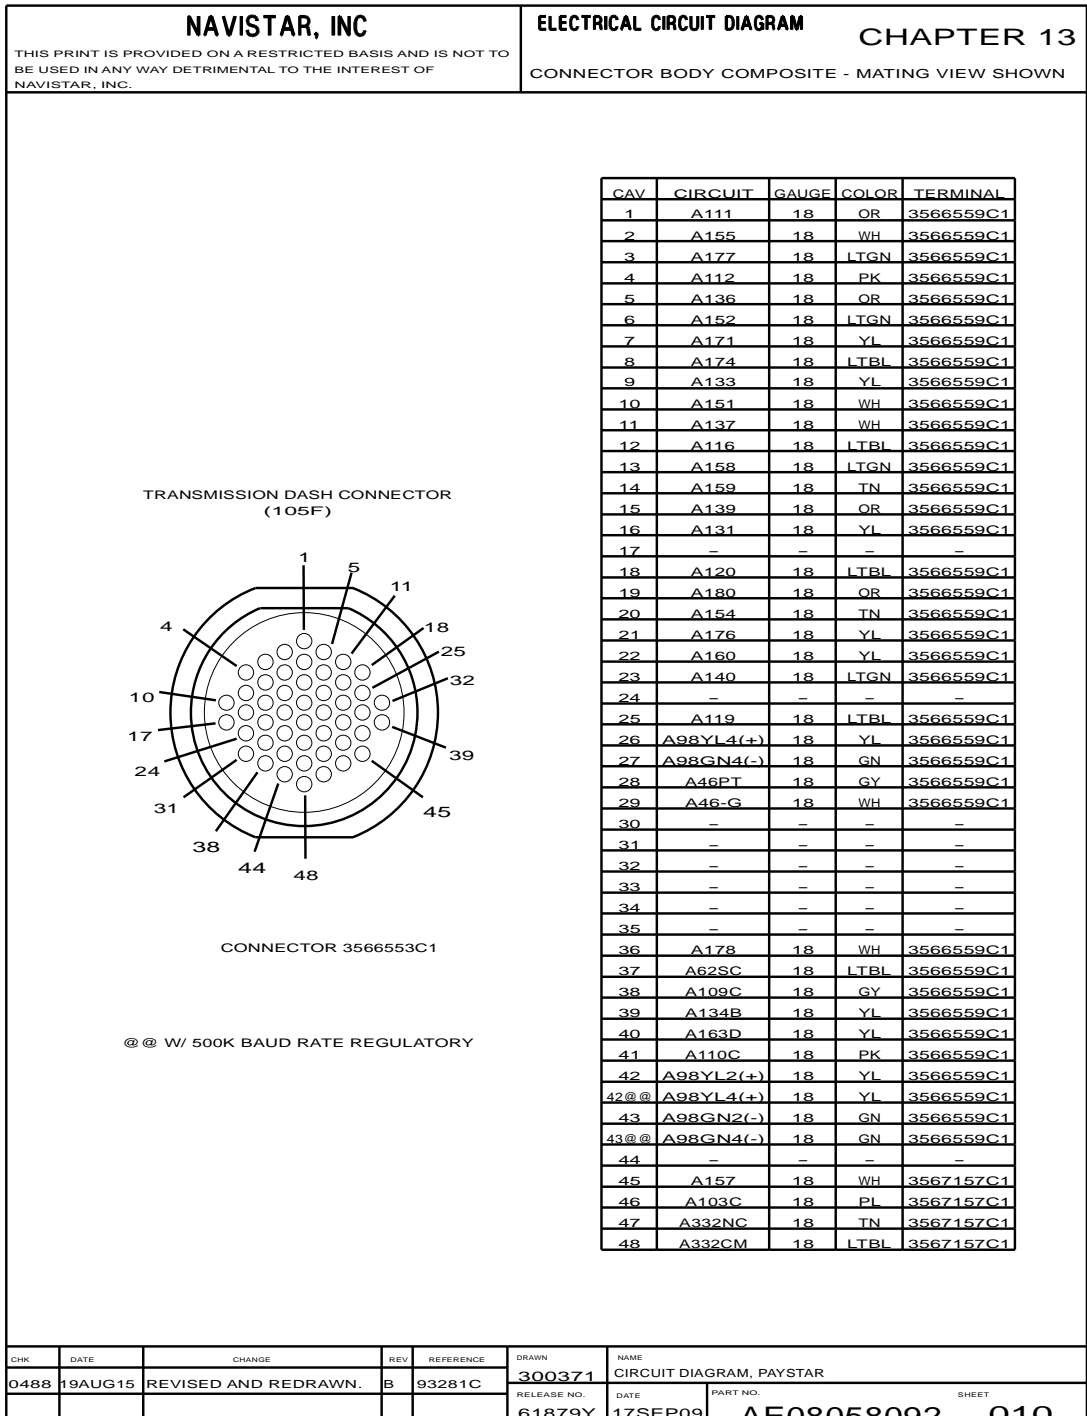 NAVISTAR, INC
THIS PRINT IS PROVIDED ON A RESTRICTED BASIS AND IS NOT TO
BE USED IN ANY WAY DETRIMENTAL TO THE INTEREST OF
NAVISTAR, INC.
ELECTRICAL CIRCUIT DIAGRAM
CHAPTER 13
CONNECTOR BODY COMPOSITE - MATING VIEW SHOWN
TRANSMISSION DASH CONNECTOR
(105F)
1
5
11
4
18
25
32
10
17
39
24
31
45
38
44
48
CONNECTOR 3566553C1
@@ W/ 500K BAUD RATE REGULATORY
CAV CIRCUIT GAUGE COLOR TERMINAL
1 A111 18 OR 3566559C1
2 A155 18 WH 3566559C1
3 A177 18 LTGN 3566559C1
4 A112 18 PK 3566559C1
5 A136 18 OR 3566559C1
6 A152 18 LTGN 3566559C1
7 A171 18 YL 3566559C1
8 A174 18 LTBL 3566559C1
9 A133 18 YL 3566559C1
10 A151 18 WH 3566559C1
11 A137 18 WH 3566559C1
12 A116 18 LTBL 3566559C1
13 A158 18 LTGN 3566559C1
14 A159 18 TN 3566559C1
15 A139 18 OR 3566559C1
16 A131 18 YL 3566559C1
17 – – – –
18 A120 18 LTBL 3566559C1
19 A180 18 OR 3566559C1
20 A154 18 TN 3566559C1
21 A176 18 YL 3566559C1
22 A160 18 YL 3566559C1
23 A140 18 LTGN 3566559C1
24 – – – –
25 A119 18 LTBL 3566559C1
26 A98YL4(+) 18 YL 3566559C1
27 A98GN4(-) 18 GN 3566559C1
28 A46PT 18 GY 3566559C1
29 A46-G 18 WH 3566559C1
30 – – – –
31 – – – –
32 – – – –
33 – – – –
34 – – – –
35 – – – –
36 A178 18 WH 3566559C1
37 A62SC 18 LTBL 3566559C1
38 A109C 18 GY 3566559C1
39 A134B 18 YL 3566559C1
40 A163D 18 YL 3566559C1
41 A110C 18 PK 3566559C1
42 A98YL2(+) 18 YL 3566559C1
42@@ A98YL4(+) 18 YL 3566559C1
43 A98GN2(-) 18 GN 3566559C1
43@@ A98GN4(-) 18 GN 3566559C1
44 – – – –
45 A157 18 WH 3567157C1
46 A103C 18 PL 3567157C1
47 A332NC 18 TN 3567157C1
48 A332CM 18 LTBL 3567157C1
CHK DATE CHANGE REV REFERENCE
0488 19AUG15 REVISED AND REDRAWN. B 93281C
DRAWN
300371
NAME
CIRCUIT DIAGRAM, PAYSTAR
RELEASE NO. DATE PART NO. SHEET
61879Y 17SEP09 AE08058092 010